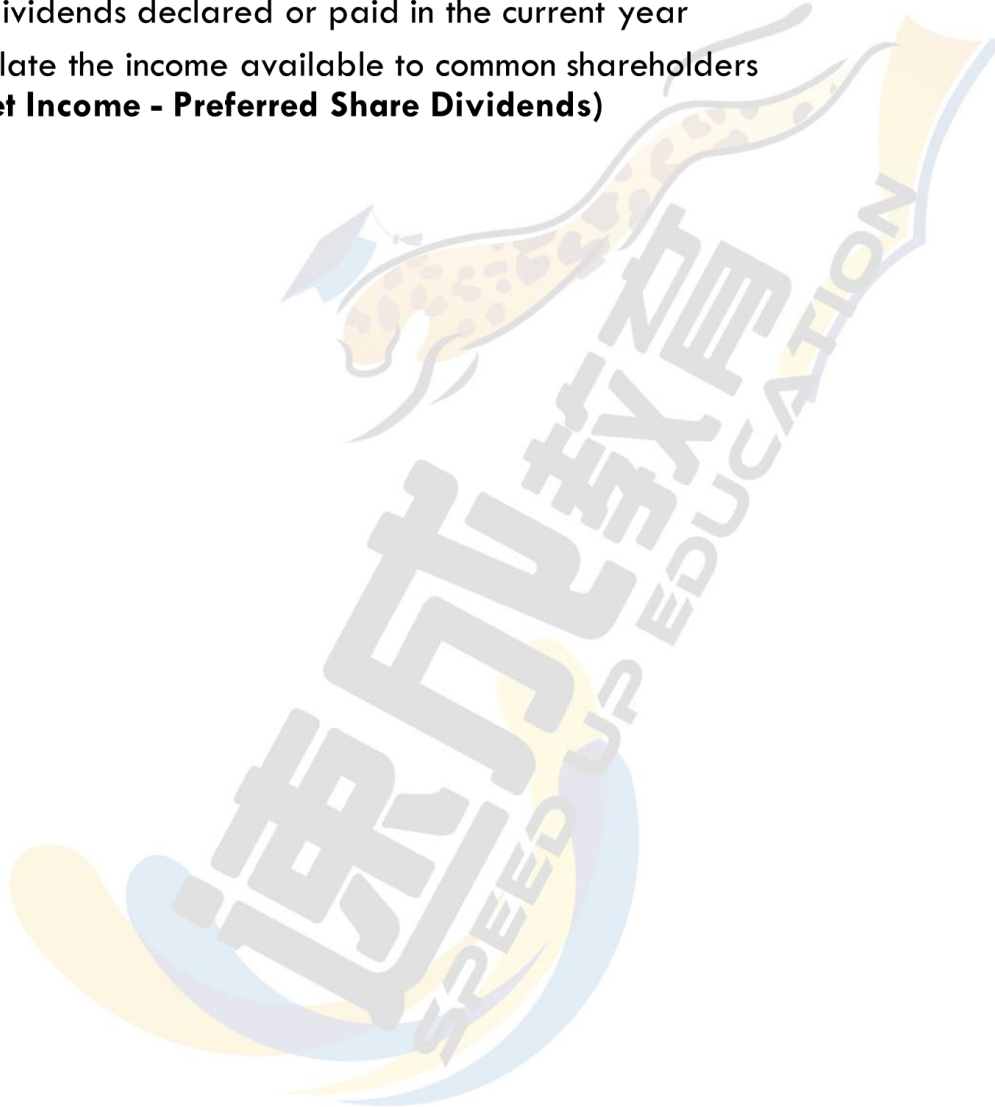 ividends declared or paid in the current year
late the income available to common shareholders
et Income - Preferred Share Dividends)
速成教育
SPEED UP EDUCATION